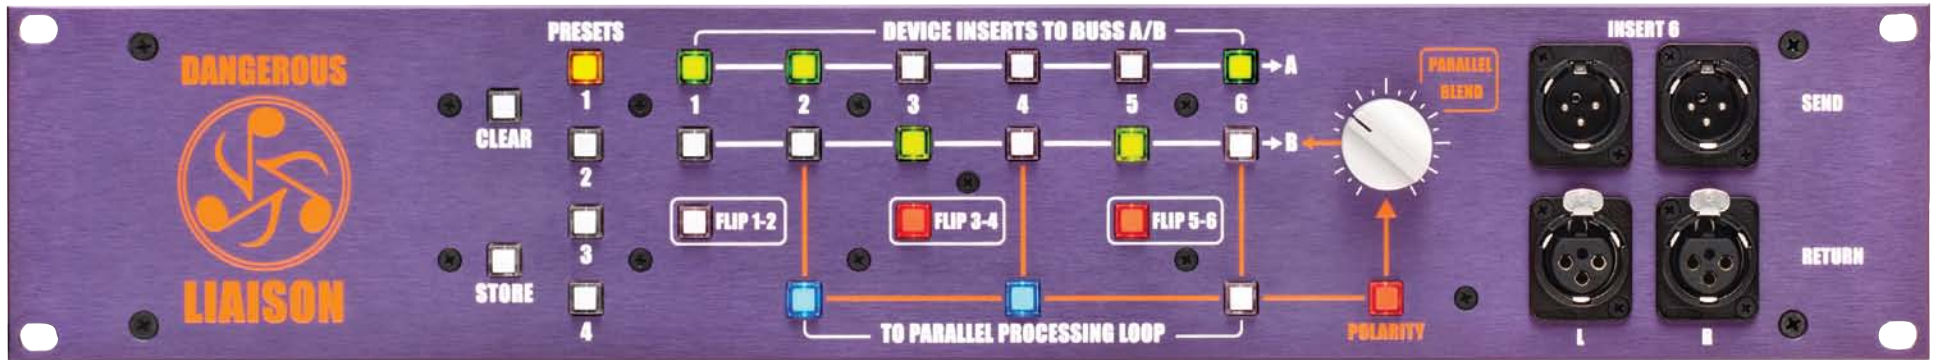 DANGEROUS
LIAISON
CLEAR
STORE
PRESETS
1
2
3
4
DEVICE INSERTS TO BUSS A/B
A
1 2 3 4 5 6
B
FLIP 1-2 FLIP 3-4 FLIP 5-6
TO PARALLEL PROCESSING LOOP
PARALLEL
BLEND
POLARITY
INSERT 6
SEND
RETURN
L R